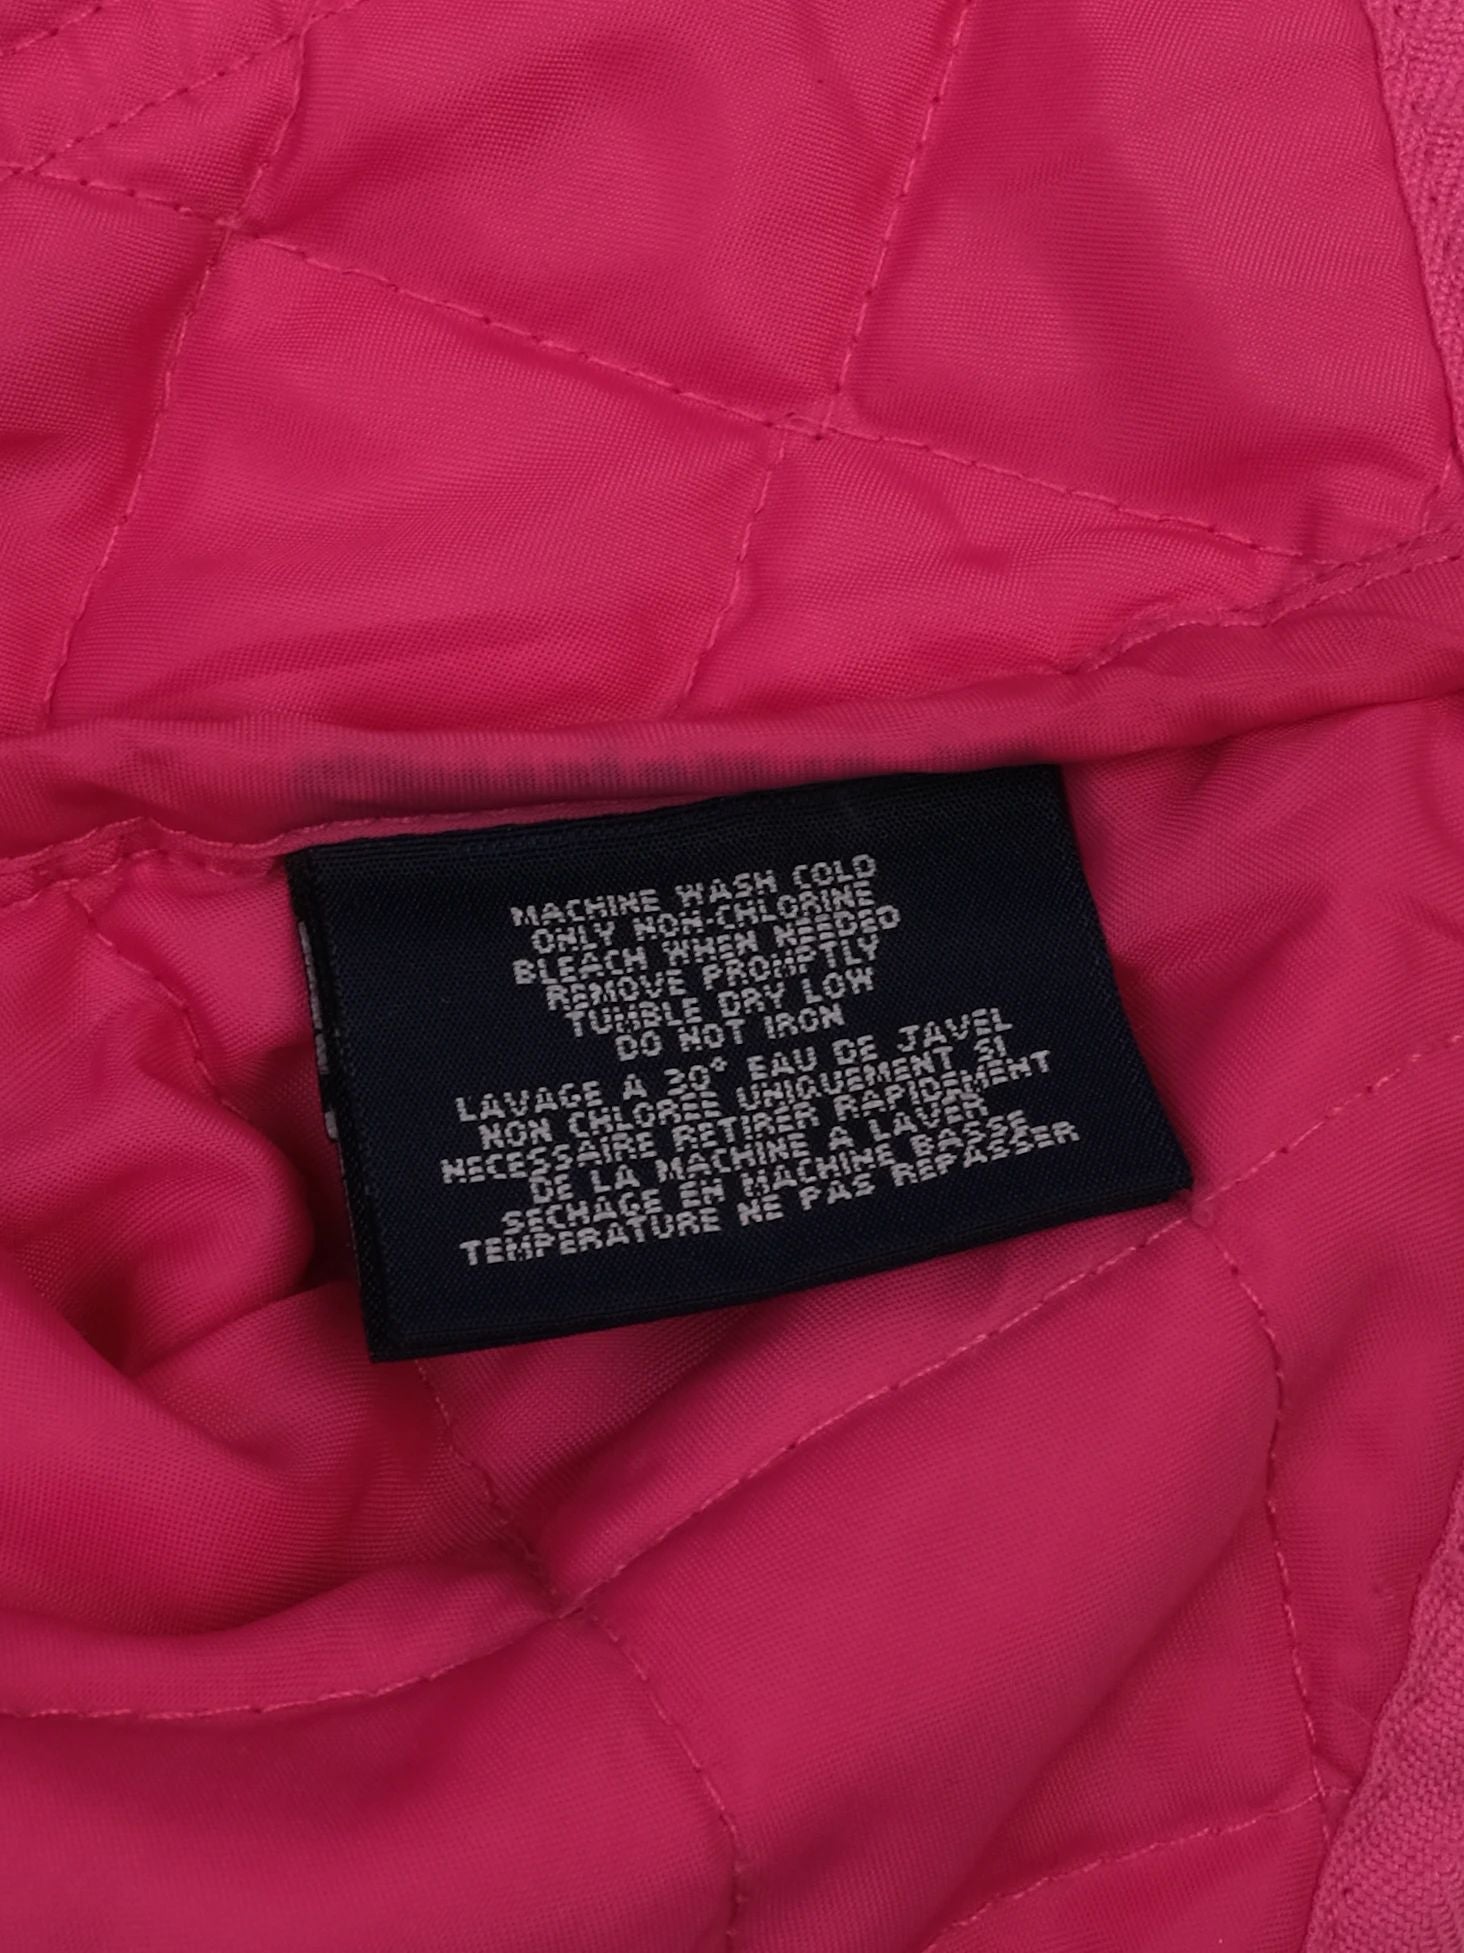 MACHINE WASH COLD
ONLY NON-CHLORINE
BLEACH WHEN NEEDED
REMOVE PROMPTLY
TUMBLE DRY LOW
DO NOT IRON
LAVAGE A 30° EAU DE JAVEL
NON CHLOREE UNIQUEMENT SI
NECESSAIRE RETIRER RAPIDEMENT
DE LA MACHINE A LAVER
SECHAGE EN MACHINE BASSE
TEMPERATURE NE PAS REPASSER